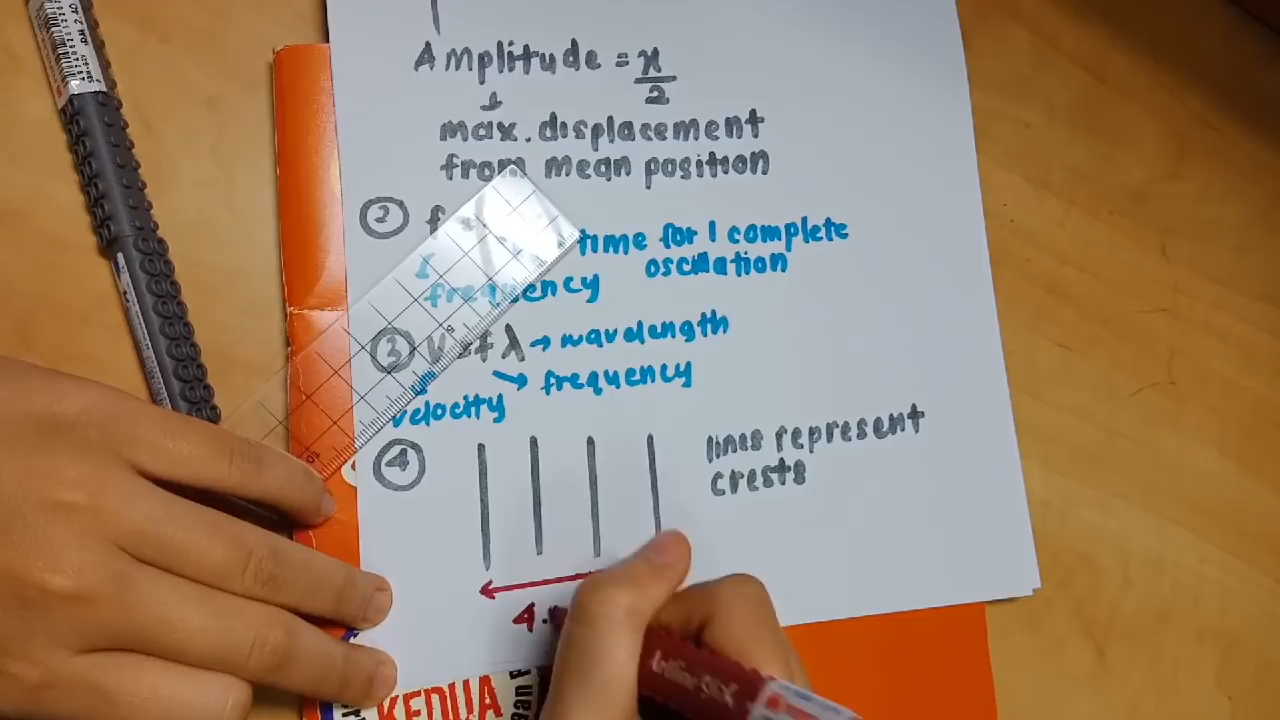 Amplitude = x/2
max. displacement
from mean position
② f
time for 1 complete
oscillation
frequency
③ V = f λ → wavelength
→ frequency
velocity
④
lines represent
crests
4.
KEDUA